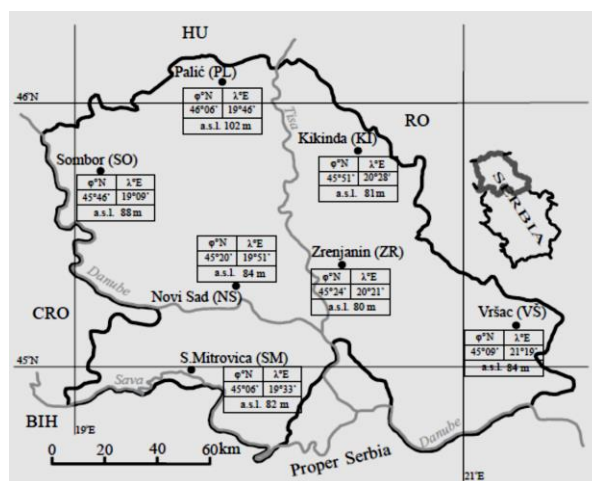 HU
Palić (PL)
φ°N λ°E
46°06' 19°46'
a.s.l. 102 m
46°N
Tisa
RO
Kikinda (KI)
φ°N λ°E
45°51' 20°28'
a.s.l. 81m
Sombor (SO)
φ°N λ°E
45°46' 19°09'
a.s.l. 88 m
SERBIA
φ°N λ°E
45°20' 19°51'
a.s.l. 84 m
Novi Sad (NS)
Zrenjanin (ZR)
φ°N λ°E
45°24' 20°21'
a.s.l. 80 m
Danube
CRO
Vršac (VŠ)
φ°N λ°E
45°09' 21°19'
a.s.l. 84 m
45°N
S.Mitrovica (SM)
φ°N λ°E
45°06' 19°33'
a.s.l. 82 m
Sava
BIH
19°E
Danube
Proper Serbia
21°E
0 20 40 60km